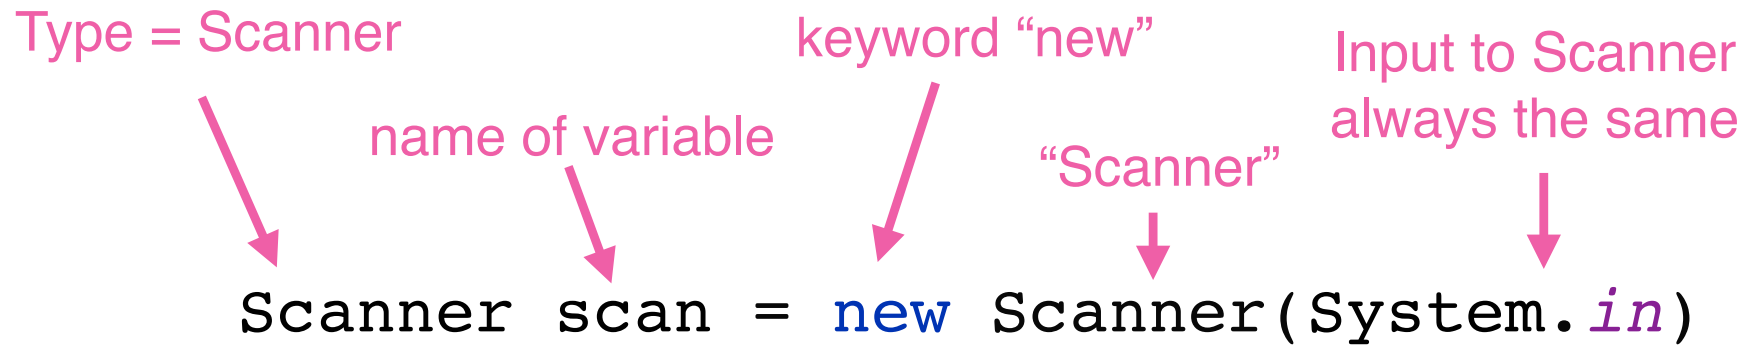 Type = Scanner
keyword “new”
Input to Scanner
always the same
name of variable
“Scanner”
Scanner scan = new Scanner(System.in)